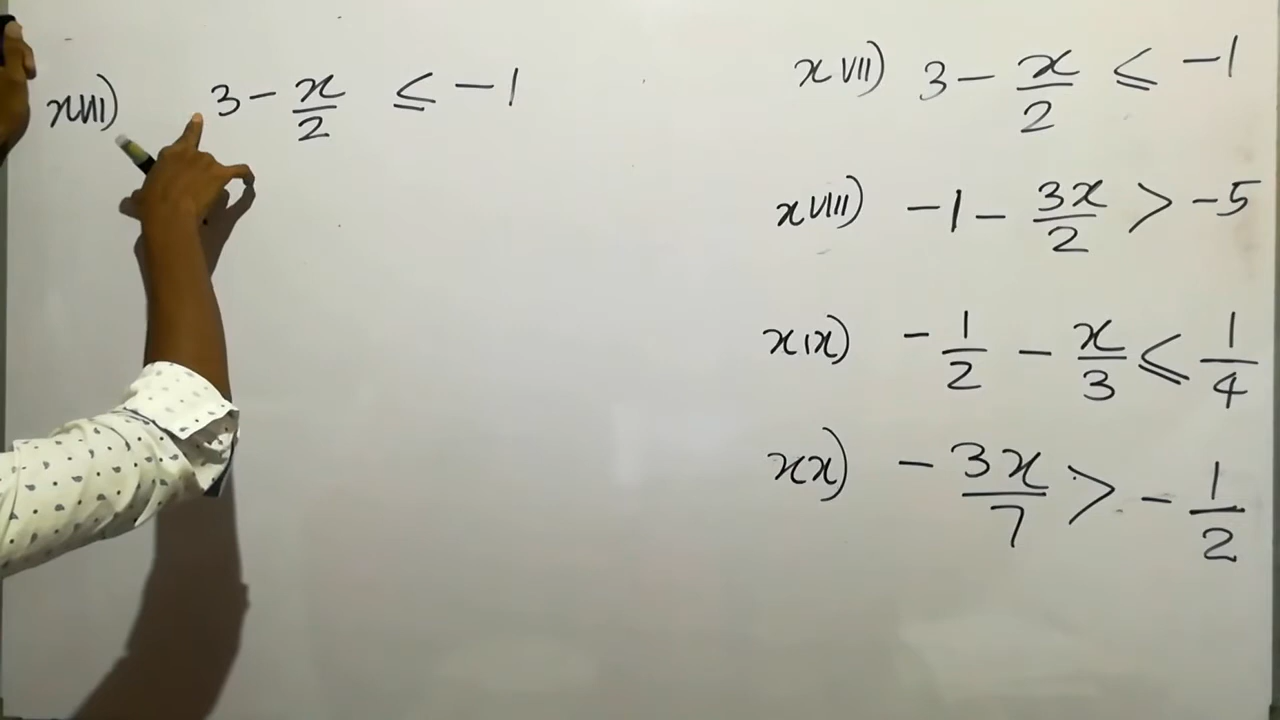 xvii) 3 - x/2 ≤ -1
xvii) 3 - x/2 ≤ -1
xviii) -1 - 3x/2 > -5
xix) -1/2 - x/3 ≤ 1/4
xx) -3x/7 > -1/2